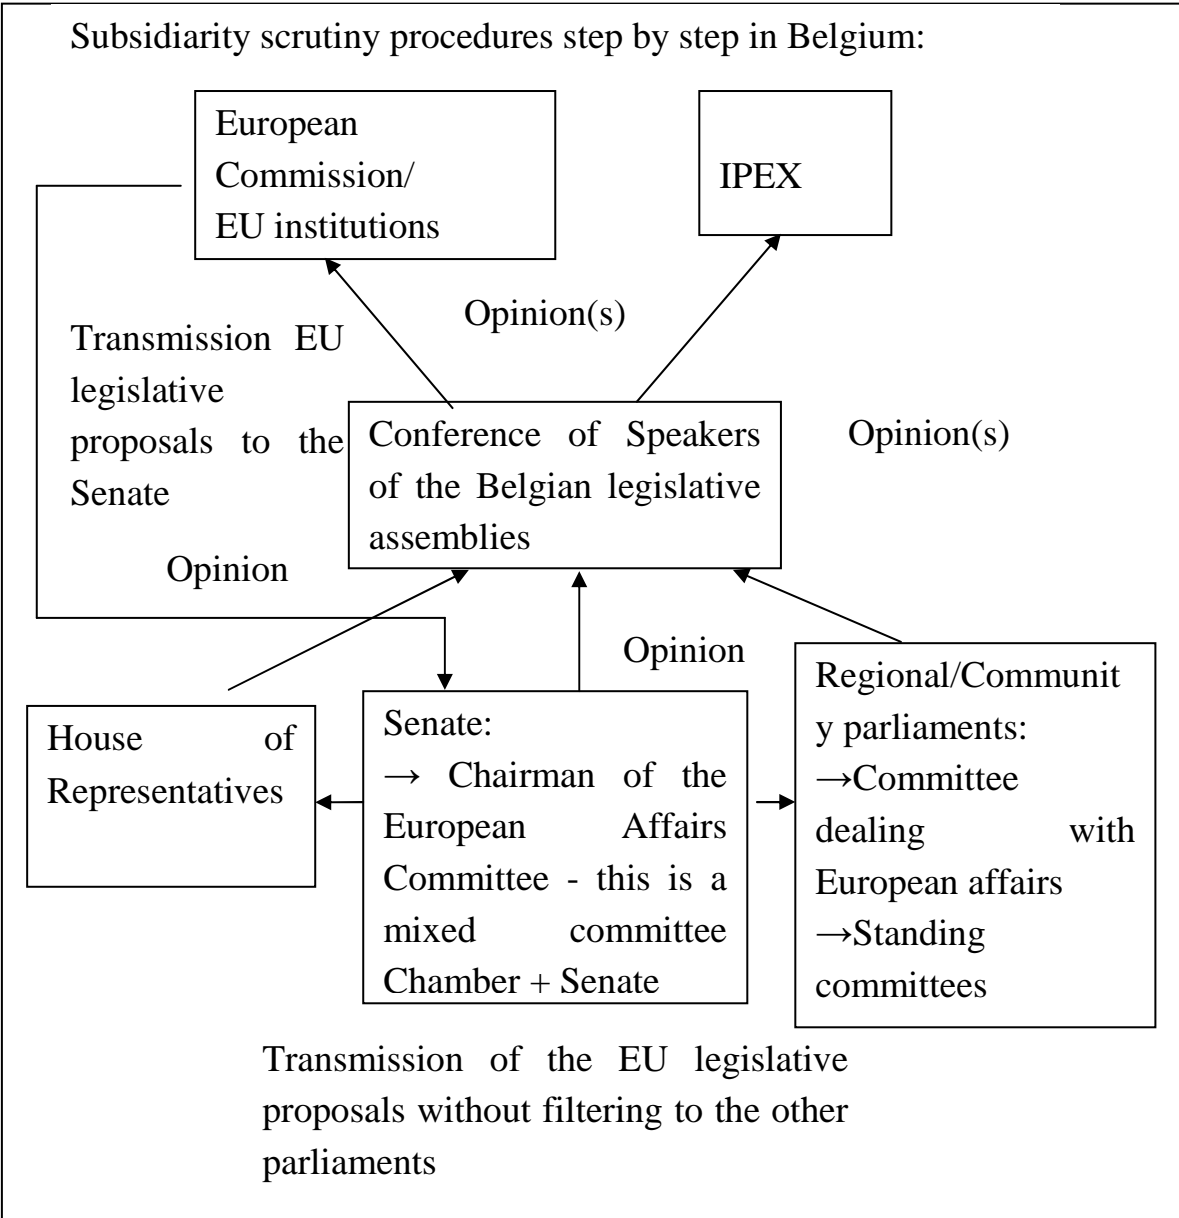 Subsidiarity scrutiny procedures step by step in Belgium:
European
Commission/
EU institutions
IPEX
Opinion(s)
Transmission EU
legislative
proposals to the
Senate
Conference of Speakers
of the Belgian legislative
assemblies
Opinion(s)
Opinion
Opinion
House of
Representatives
Senate:
→ Chairman of the
European Affairs
Committee - this is a
mixed committee
Chamber + Senate
Regional/Communit
y parliaments:
→Committee
dealing with
European affairs
→Standing
committees
Transmission of the EU legislative
proposals without filtering to the other
parliaments